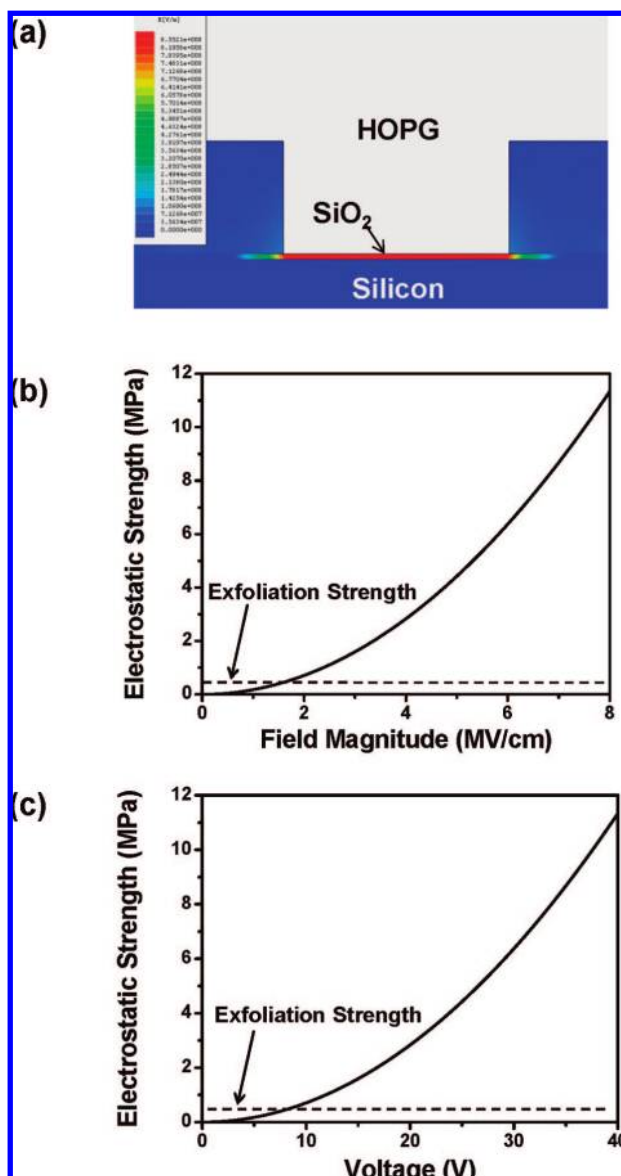 (a)
E[V/m]
HOPG
SiO₂
Silicon
(b)
Electrostatic Strength (MPa)
12
10
8
6
4
2
0
Exfoliation Strength
0 2 4 6 8
Field Magnitude (MV/cm)
(c)
Electrostatic Strength (MPa)
12
10
8
6
4
2
0
Exfoliation Strength
0 10 20 30 40
Voltage (V)